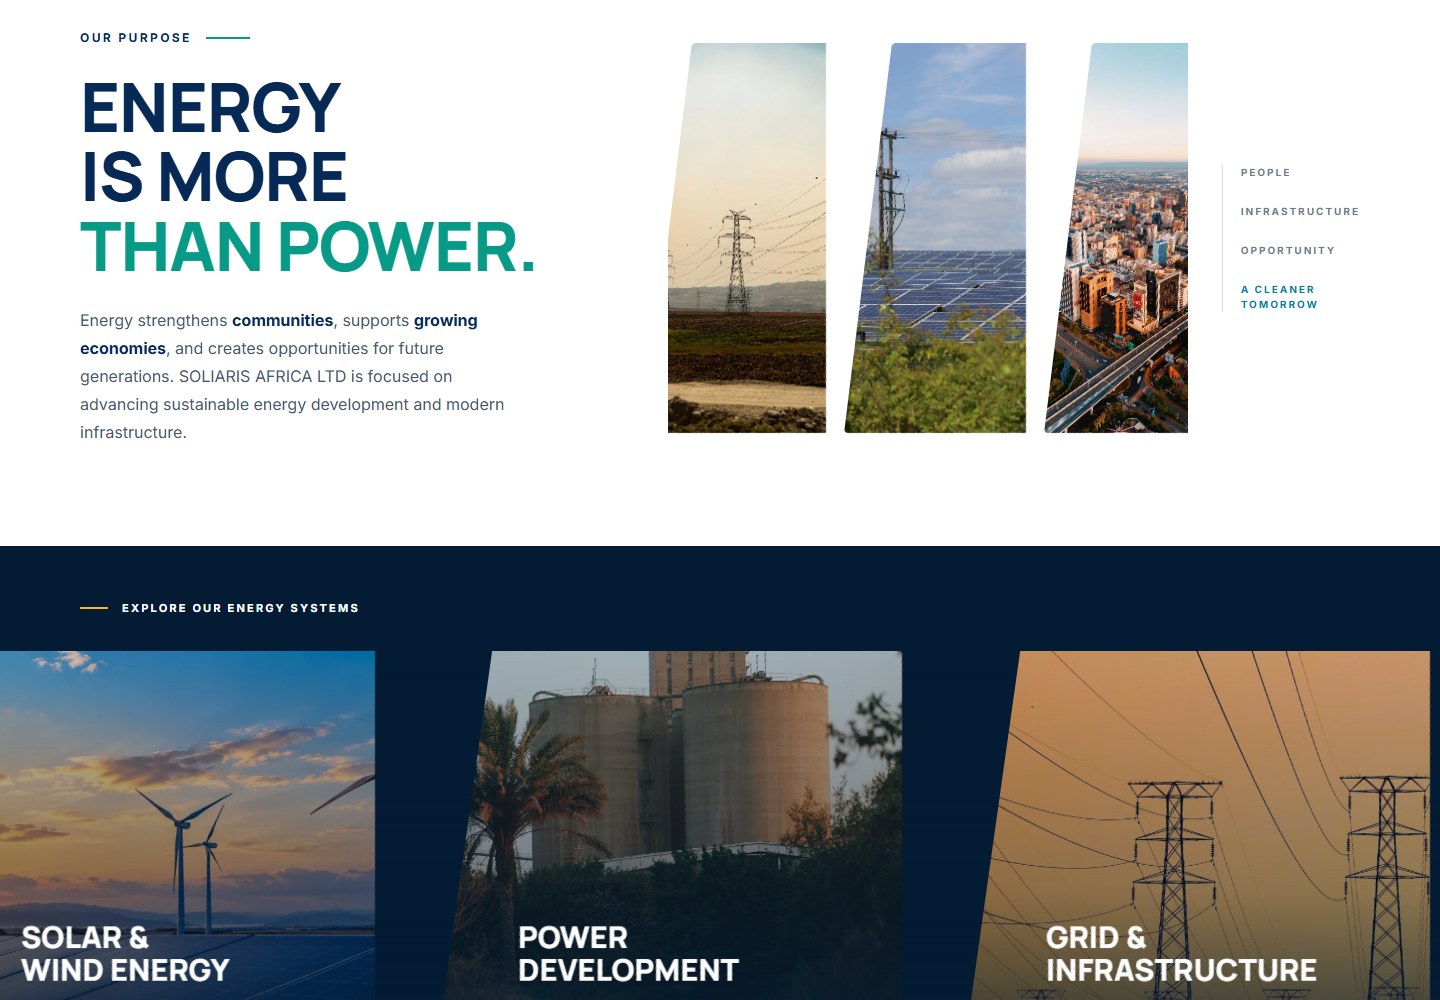 OUR PURPOSE
ENERGY
IS MORE
THAN POWER.
Energy strengthens communities, supports growing
economies, and creates opportunities for future
generations. SOLIARIS AFRICA LTD is focused on
advancing sustainable energy development and modern
infrastructure.
PEOPLE
INFRASTRUCTURE
OPPORTUNITY
A CLEANER
TOMORROW
EXPLORE OUR ENERGY SYSTEMS
SOLAR &
WIND ENERGY
POWER
DEVELOPMENT
GRID &
INFRASTRUCTURE